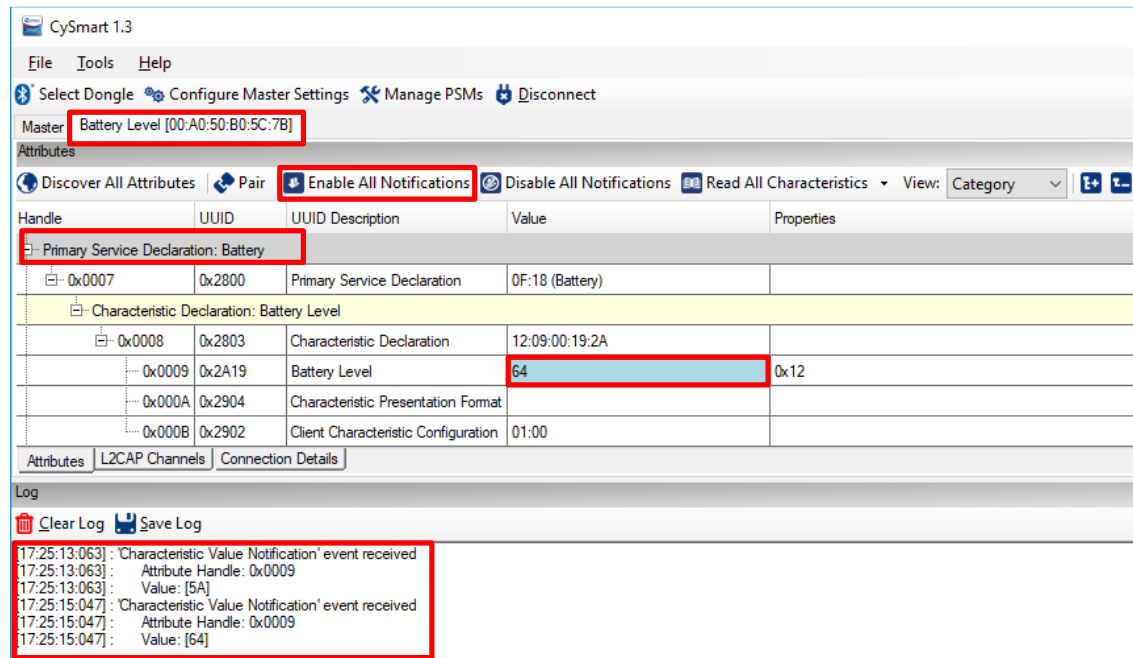 CySmart 1.3
File Tools Help
Select Dongle Configure Master Settings Manage PSMs Disconnect
Master Battery Level [00:A0:50:B0:5C:7B]
Attributes
Discover All Attributes Pair Enable All Notifications Disable All Notifications Read All Characteristics View: Category
Handle UUID UUID Description Value Properties
Primary Service Declaration: Battery
0x0007 0x2800 Primary Service Declaration 0F:18 (Battery)
Characteristic Declaration: Battery Level
0x0008 0x2803 Characteristic Declaration 12:09:00:19:2A
0x0009 0x2A19 Battery Level 64 0x12
0x000A 0x2904 Characteristic Presentation Format
0x000B 0x2902 Client Characteristic Configuration 01:00
Attributes L2CAP Channels Connection Details
Log
Clear Log Save Log
[17:25:13:063] : 'Characteristic Value Notification' event received
[17:25:13:063] : Attribute Handle: 0x0009
[17:25:13:063] : Value: [5A]
[17:25:15:047] : 'Characteristic Value Notification' event received
[17:25:15:047] : Attribute Handle: 0x0009
[17:25:15:047] : Value: [64]